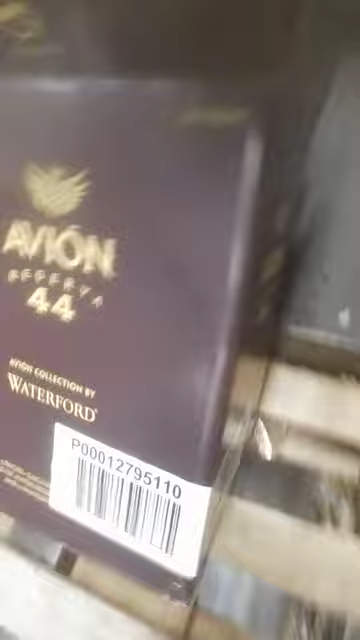 AVIÓN
RESERVA
44
AVIÓN COLLECTION BY
WATERFORD®
P00012795110